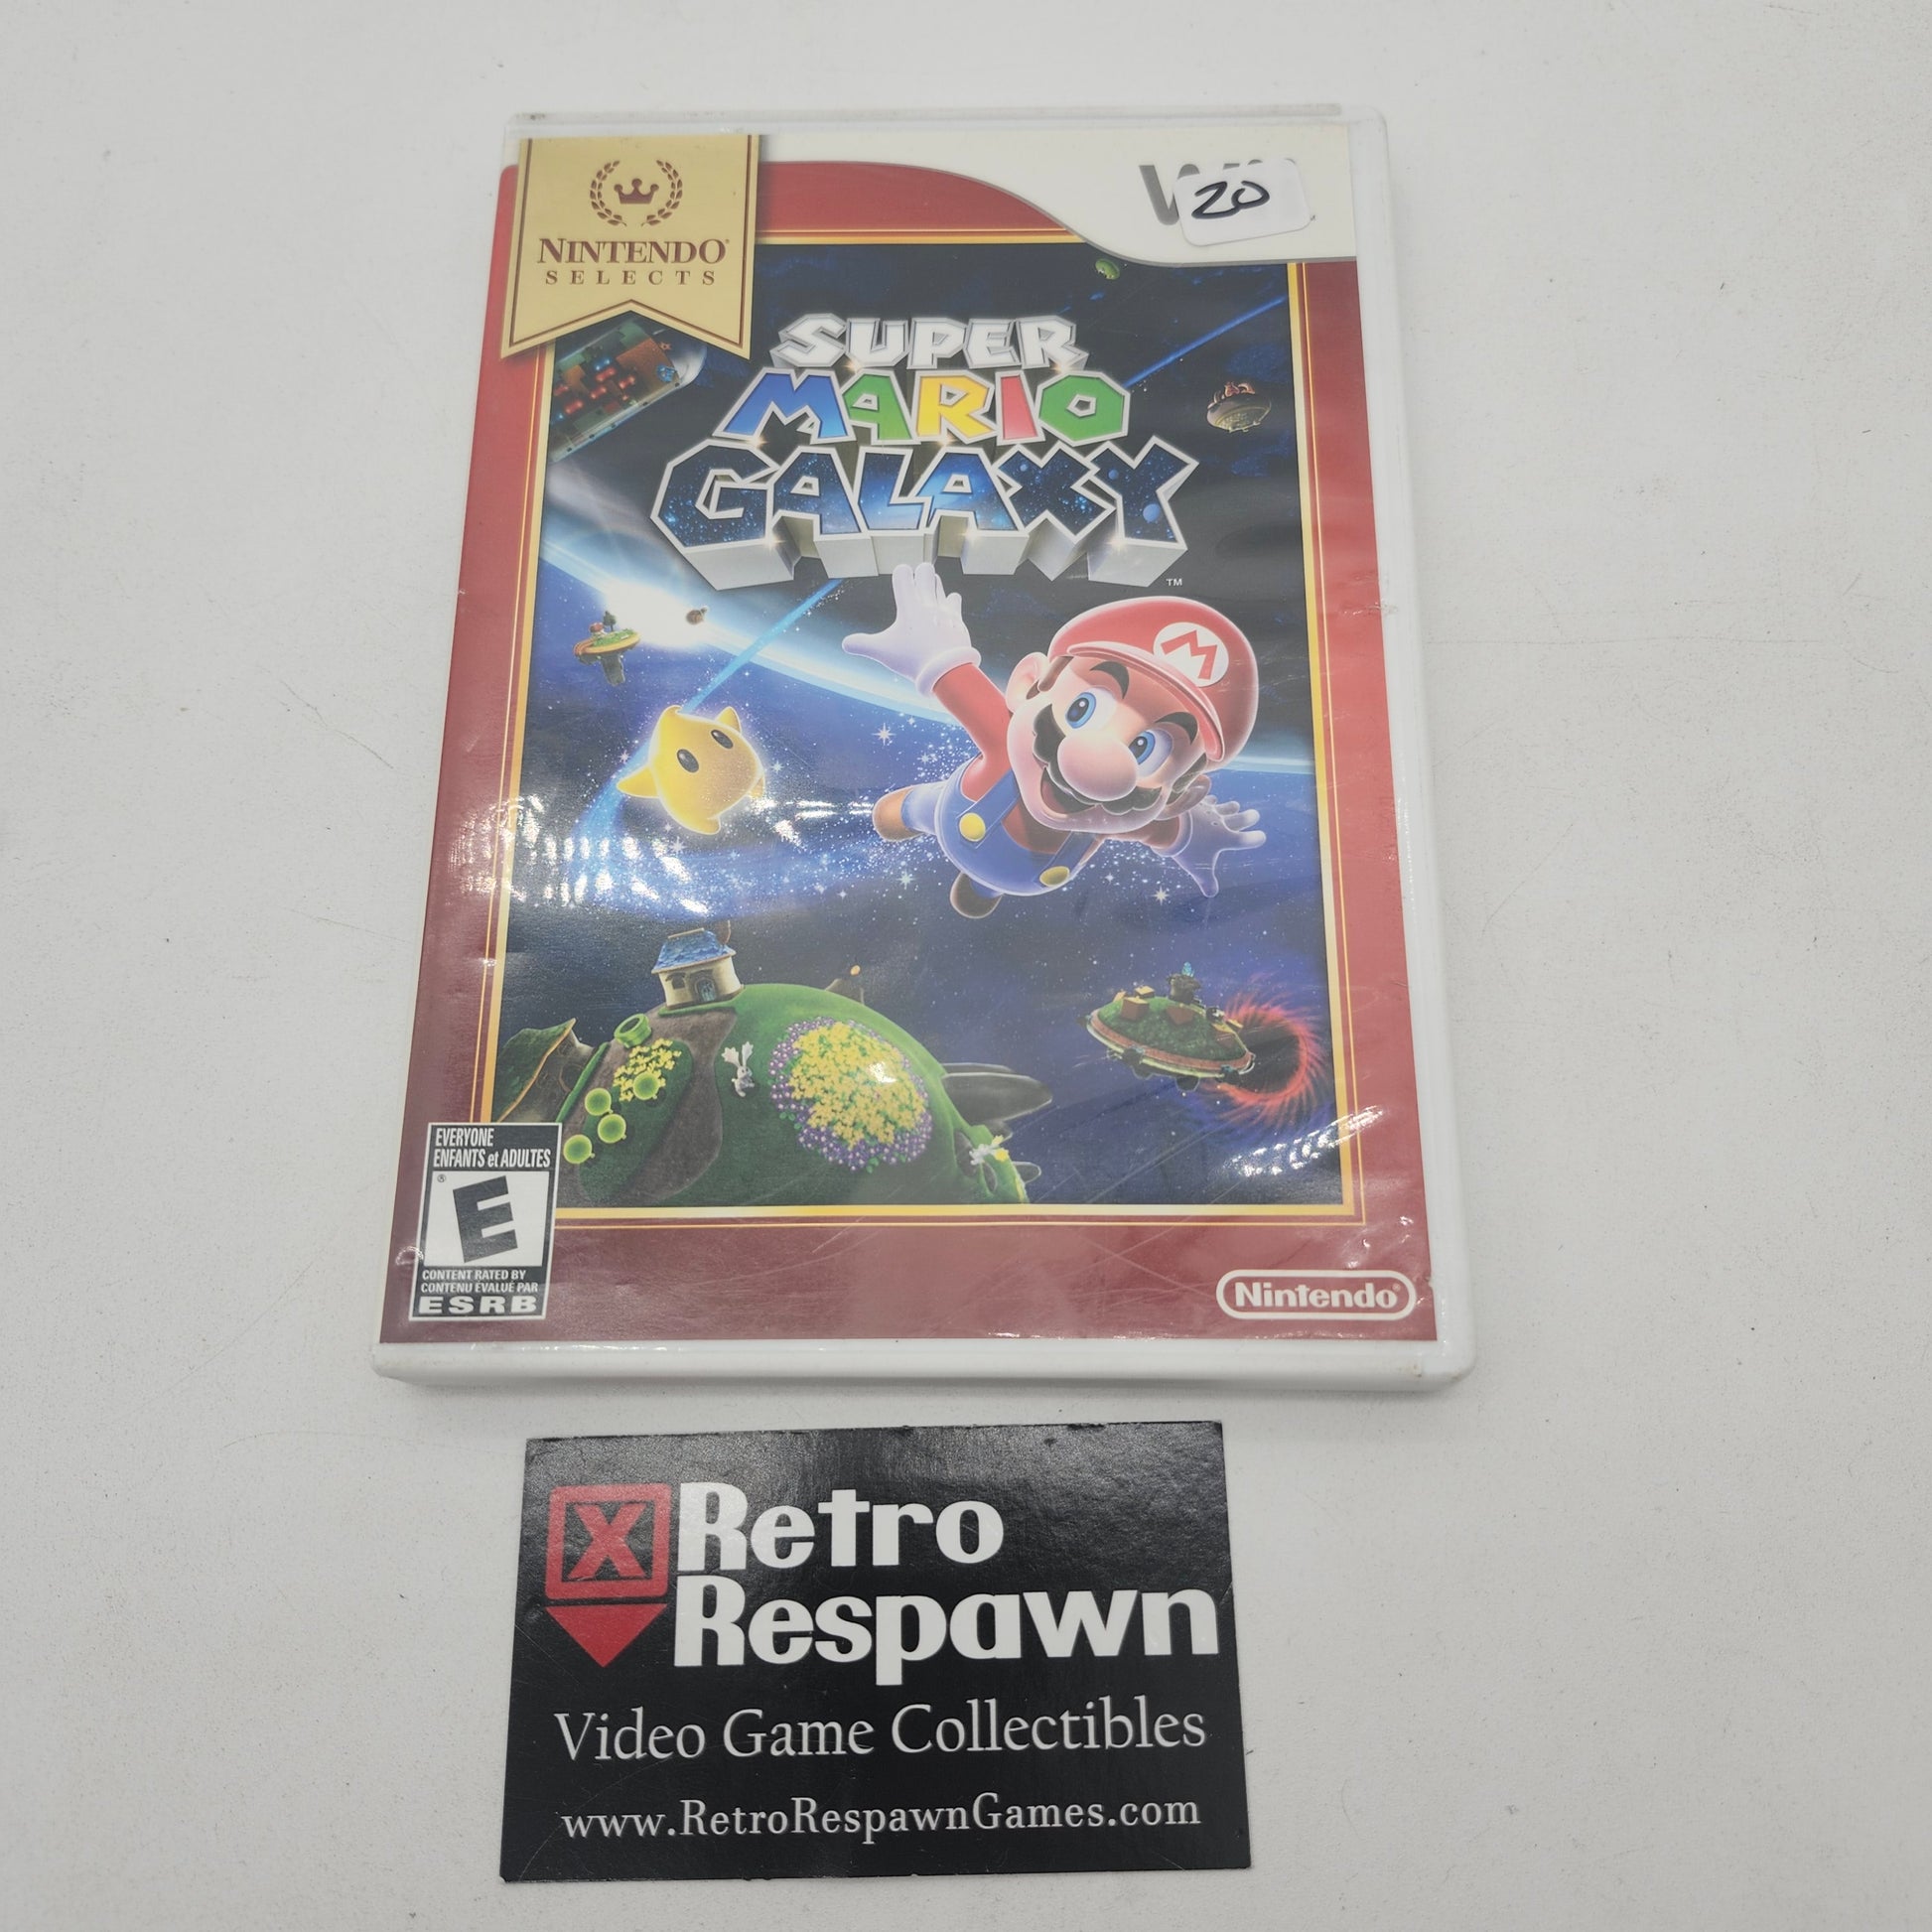 NINTENDO®
SELECTS
20
SUPER
MARIO
GALAXY
TM
M
EVERYONE
ENFANTS et ADULTES
®
E
CONTENT RATED BY
CONTENU ÉVALUÉ PAR
ESRB
Nintendo®
X
Retro
Respawn
Video Game Collectibles
www.RetroRespawnGames.com